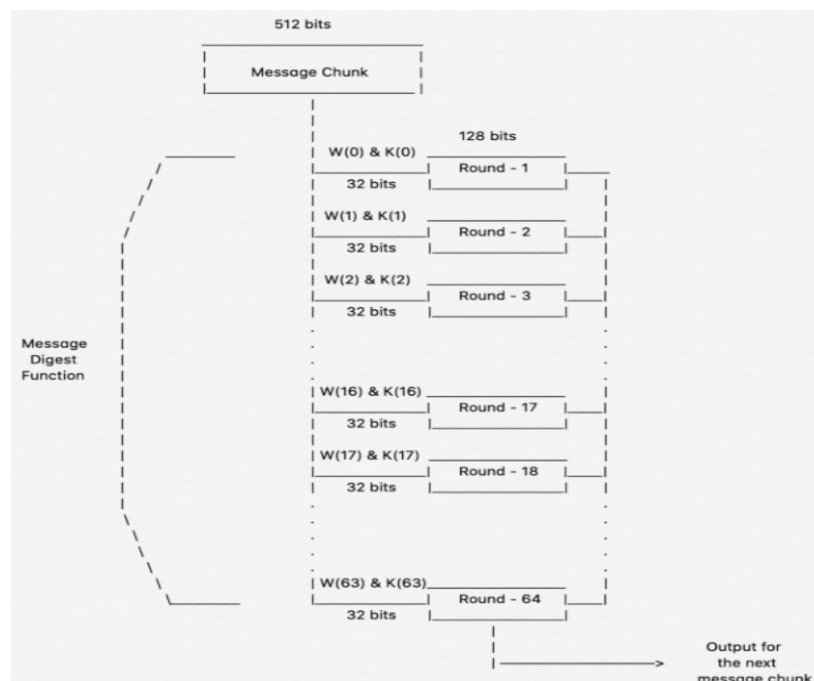 512 bits
Message Chunk
128 bits
W(0) & K(0)
Round - 1
32 bits
W(1) & K(1)
Round - 2
32 bits
W(2) & K(2)
Round - 3
32 bits
Message
Digest
Function
W(16) & K(16)
Round - 17
32 bits
W(17) & K(17)
Round - 18
32 bits
W(63) & K(63)
Round - 64
32 bits
Output for
the next
message chunk